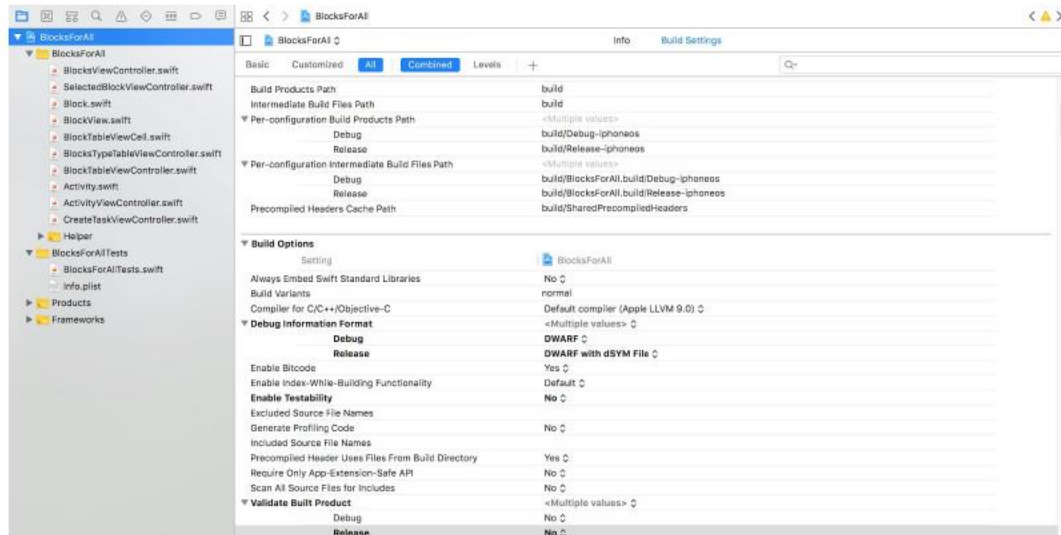 BlocksForAll
BlocksForAll
BlocksForAll
Info
Build Settings
BlocksForAll
Basic
Customized
All
Combined
Levels
BlocksViewController.swift
SelectedBlockViewController.swift
Block.swift
BlockView.swift
BlockTableViewCell.swift
BlocksTypeTableViewController.swift
BlockTableViewController.swift
Activity.swift
ActivityViewController.swift
CreateTaskViewController.swift
Helper
BlocksForAllTests
BlocksForAllTests.swift
Info.plist
Products
Frameworks
Build Products Path build
Intermediate Build Files Path build
Per-configuration Build Products Path <Multiple values>
Debug build/Debug-iphoneos
Release build/Release-iphoneos
Per-configuration Intermediate Build Files Path <Multiple values>
Debug build/BlocksForAll.build/Debug-iphoneos
Release build/BlocksForAll.build/Release-iphoneos
Precompiled Headers Cache Path build/SharedPrecompiledHeaders
Build Options
Setting BlocksForAll
Always Embed Swift Standard Libraries No
Build Variants normal
Compiler for C/C++/Objective-C Default compiler (Apple LLVM 9.0)
Debug Information Format <Multiple values>
Debug DWARF
Release DWARF with dSYM File
Enable Bitcode Yes
Enable Index-While-Building Functionality Default
Enable Testability No
Excluded Source File Names
Generate Profiling Code No
Included Source File Names
Precompiled Header Uses Files From Build Directory Yes
Require Only App-Extension-Safe API No
Scan All Source Files for Includes No
Validate Built Product <Multiple values>
Debug No
Release No